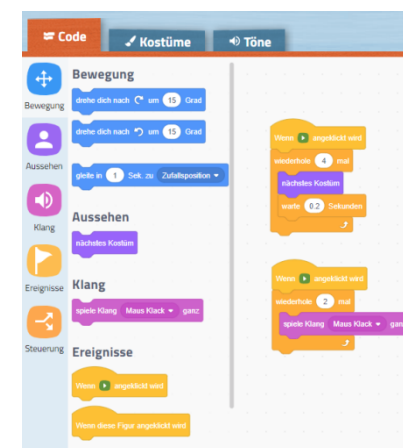 Code
Kostüme
Töne
Bewegung
Aussehen
Klang
Ereignisse
Steuerung
Bewegung
drehe dich nach um 15 Grad
drehe dich nach um 15 Grad
gleite in 1 Sek. zu Zufallsposition
Aussehen
nächstes Kostüm
Klang
spiele Klang Maus Klack ganz
Ereignisse
Wenn angeklickt wird
Wenn diese Figur angeklickt wird
Wenn angeklickt wird
wiederhole 4 mal
nächstes Kostüm
warte 0.2 Sekunden
Wenn angeklickt wird
wiederhole 2 mal
spiele Klang Maus Klack gan